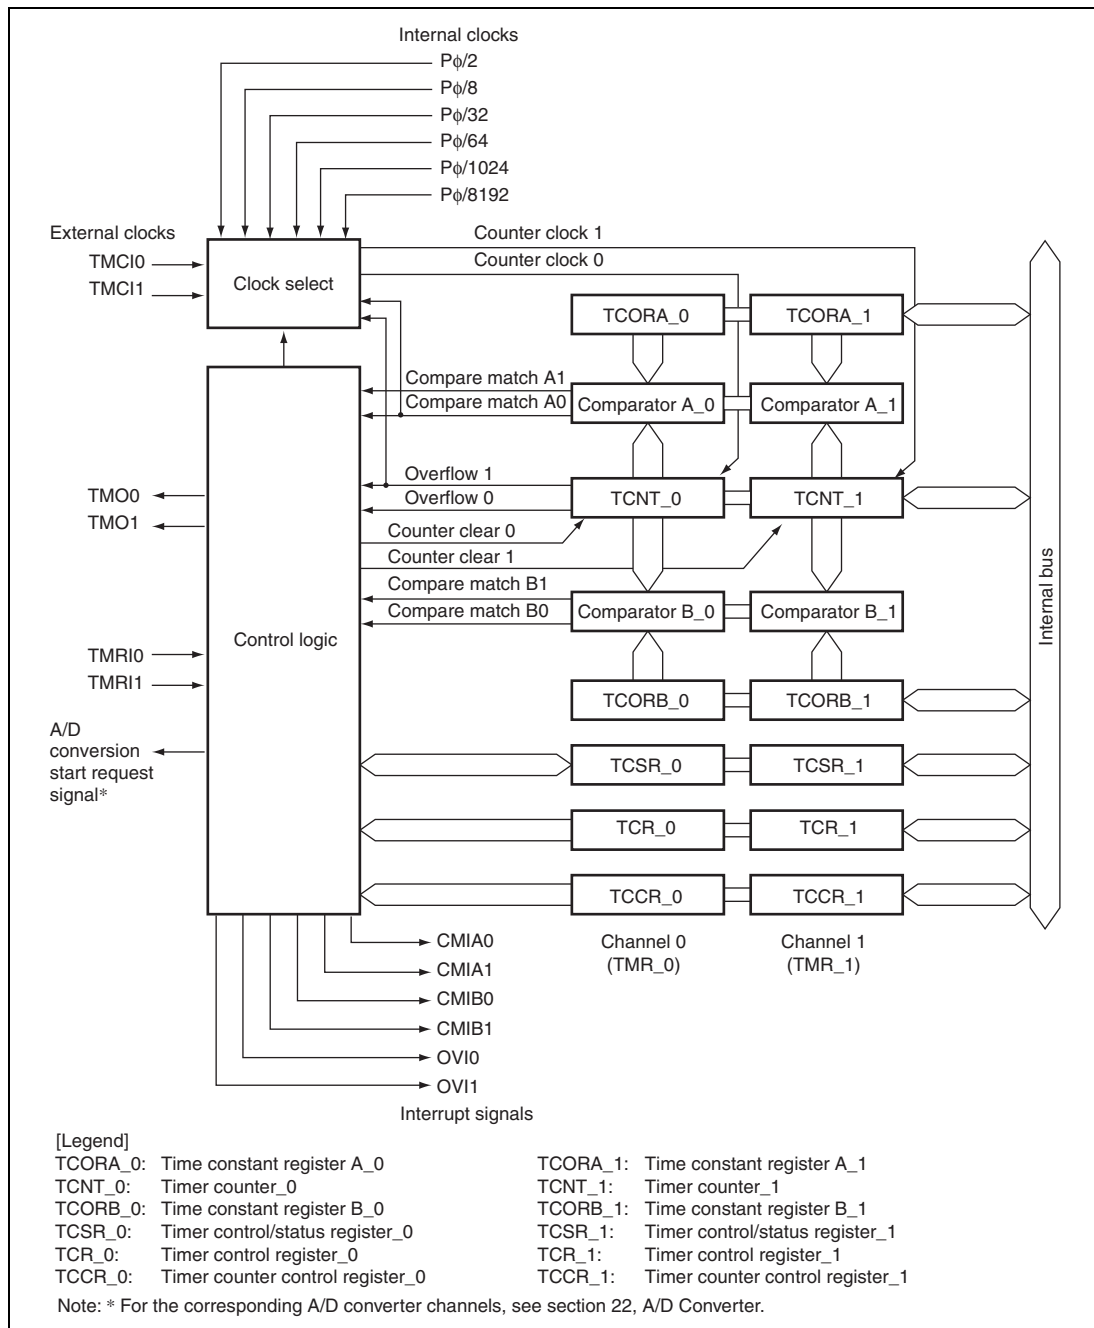 Internal clocks
Pϕ/2
Pϕ/8
Pϕ/32
Pϕ/64
Pϕ/1024
Pϕ/8192
External clocks
TMCI0
TMCI1
Clock select
Counter clock 1
Counter clock 0
TCORA_0
TCORA_1
Compare match A1
Compare match A0
Comparator A_0
Comparator A_1
Overflow 1
Overflow 0
TCNT_0
TCNT_1
TMO0
TMO1
Counter clear 0
Counter clear 1
Compare match B1
Compare match B0
Comparator B_0
Comparator B_1
Control logic
Internal bus
TMRI0
TMRI1
TCORB_0
TCORB_1
A/D
conversion
start request
signal*
TCSR_0
TCSR_1
TCR_0
TCR_1
TCCR_0
TCCR_1
CMIA0
CMIA1
CMIB0
CMIB1
OVI0
OVI1
Interrupt signals
Channel 0
(TMR_0)
Channel 1
(TMR_1)
[Legend]
TCORA_0: Time constant register A_0
TCNT_0: Timer counter_0
TCORB_0: Time constant register B_0
TCSR_0: Timer control/status register_0
TCR_0: Timer control register_0
TCCR_0: Timer counter control register_0
TCORA_1: Time constant register A_1
TCNT_1: Timer counter_1
TCORB_1: Time constant register B_1
TCSR_1: Timer control/status register_1
TCR_1: Timer control register_1
TCCR_1: Timer counter control register_1
Note: * For the corresponding A/D converter channels, see section 22, A/D Converter.